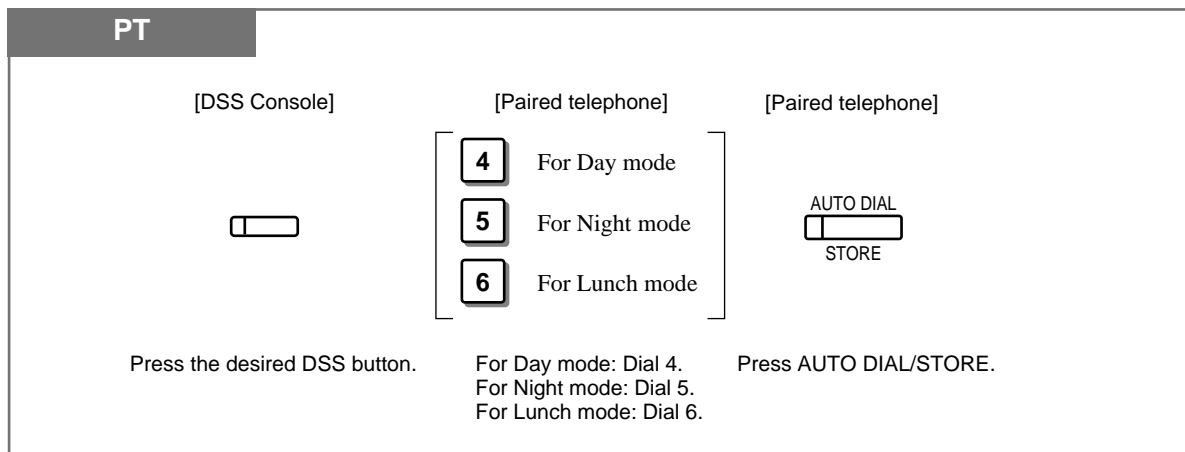 PT
[DSS Console]
[Paired telephone]
[Paired telephone]
4 For Day mode
5 For Night mode
6 For Lunch mode
AUTO DIAL
STORE
Press the desired DSS button.
For Day mode: Dial 4.
For Night mode: Dial 5.
For Lunch mode: Dial 6.
Press AUTO DIAL/STORE.